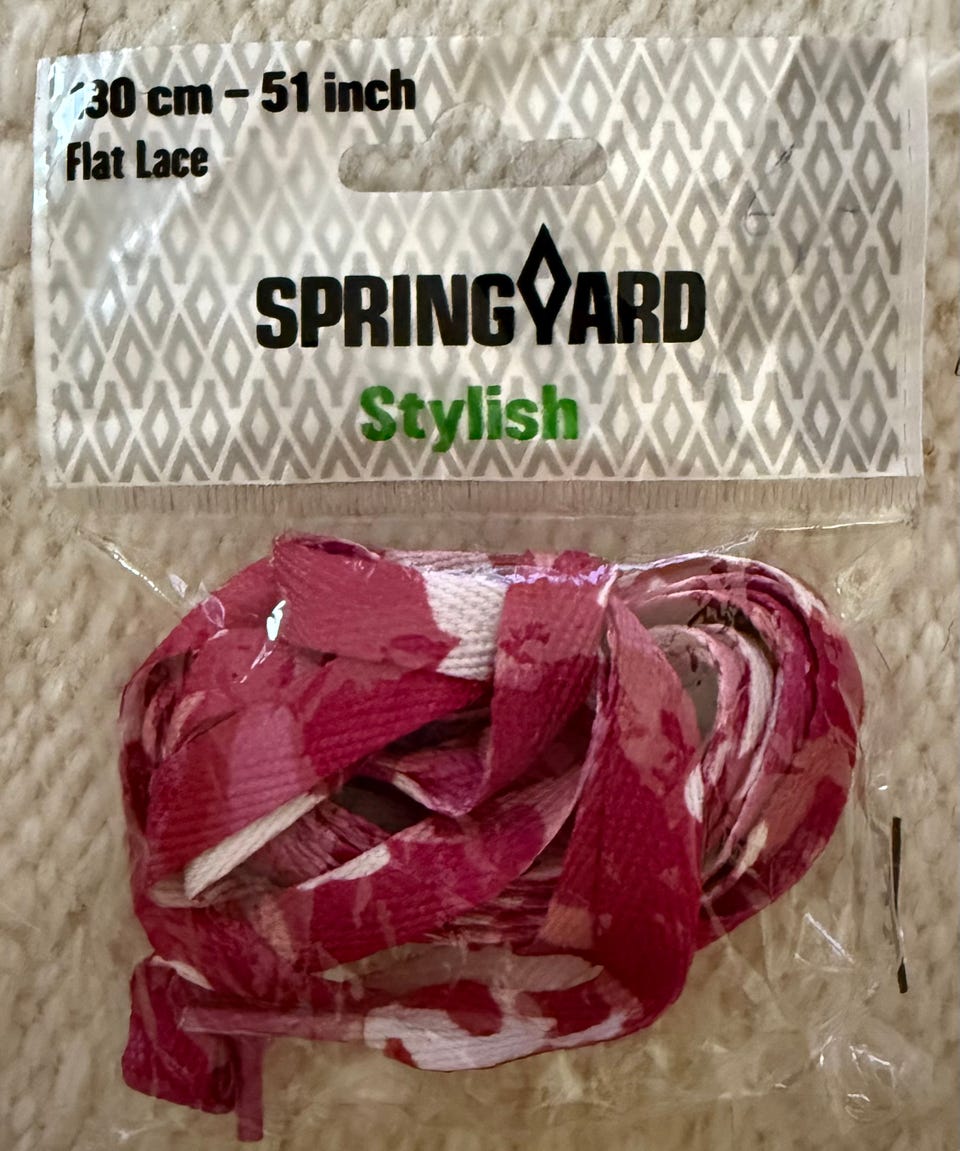 130 cm – 51 inch
Flat Lace
SPRINGYARD
Stylish